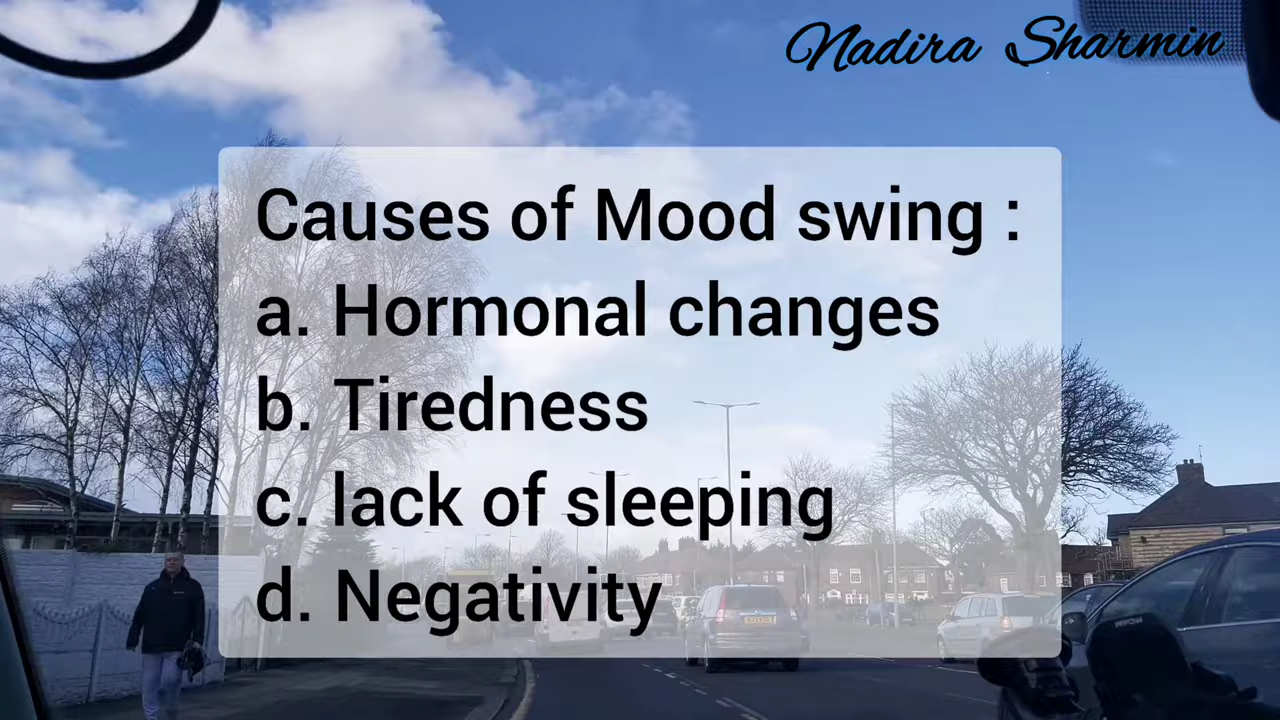 Nadira Sharmin
Causes of Mood swing :
a. Hormonal changes
b. Tiredness
c. lack of sleeping
d. Negativity